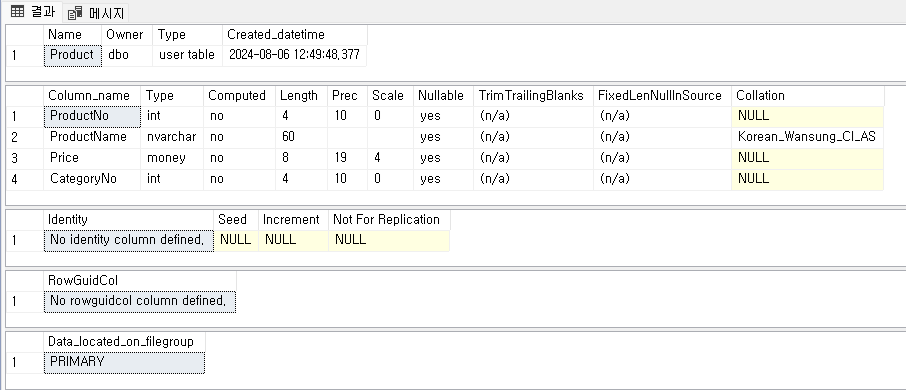 결과 메시지
Name Owner Type Created_datetime
1 Product dbo user table 2024-08-06 12:49:48.377
Column_name Type Computed Length Prec Scale Nullable TrimTrailingBlanks FixedLenNullInSource Collation
1 ProductNo int no 4 10 0 yes (n/a) (n/a) NULL
2 ProductName nvarchar no 60 yes (n/a) (n/a) Korean_Wansung_CI_AS
3 Price money no 8 19 4 yes (n/a) (n/a) NULL
4 CategoryNo int no 4 10 0 yes (n/a) (n/a) NULL
Identity Seed Increment Not For Replication
1 No identity column defined. NULL NULL NULL
RowGuidCol
1 No rowguidcol column defined.
Data_located_on_filegroup
1 PRIMARY